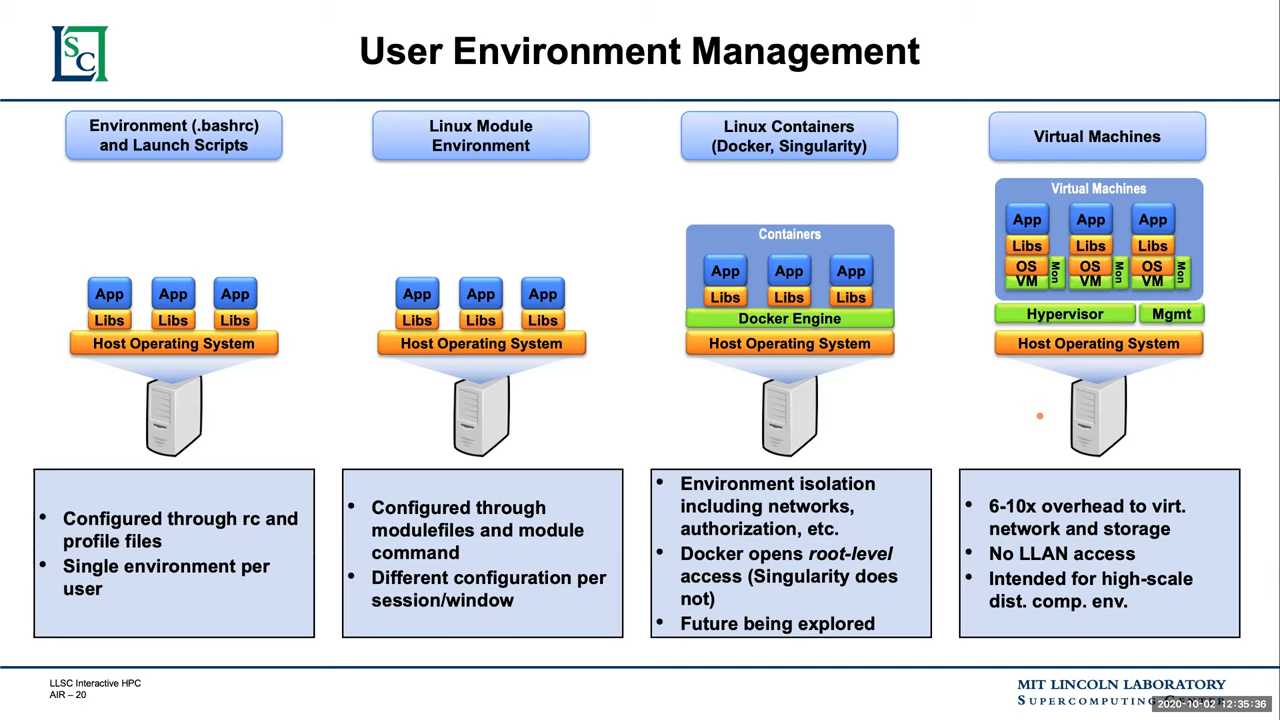 LSC
User Environment Management
Environment (.bashrc)
and Launch Scripts
App App App
Libs Libs Libs
Host Operating System
• Configured through rc and
profile files
• Single environment per
user
Linux Module
Environment
App App App
Libs Libs Libs
Host Operating System
• Configured through
modulefiles and module
command
• Different configuration per
session/window
Linux Containers
(Docker, Singularity)
Containers
App App App
Libs Libs Libs
Docker Engine
Host Operating System
• Environment isolation
including networks,
authorization, etc.
• Docker opens root-level
access (Singularity does
not)
• Future being explored
Virtual Machines
Virtual Machines
App App App
Libs Libs Libs
OS Mon OS Mon OS Mon
VM VM VM
Hypervisor Mgmt
Host Operating System
• 6-10x overhead to virt.
network and storage
• No LLAN access
• Intended for high-scale
dist. comp. env.
LLSC Interactive HPC
AIR – 20
MIT LINCOLN LABORATORY
SUPERCOMPUTING CENTER
2020-10-02 12:35:36